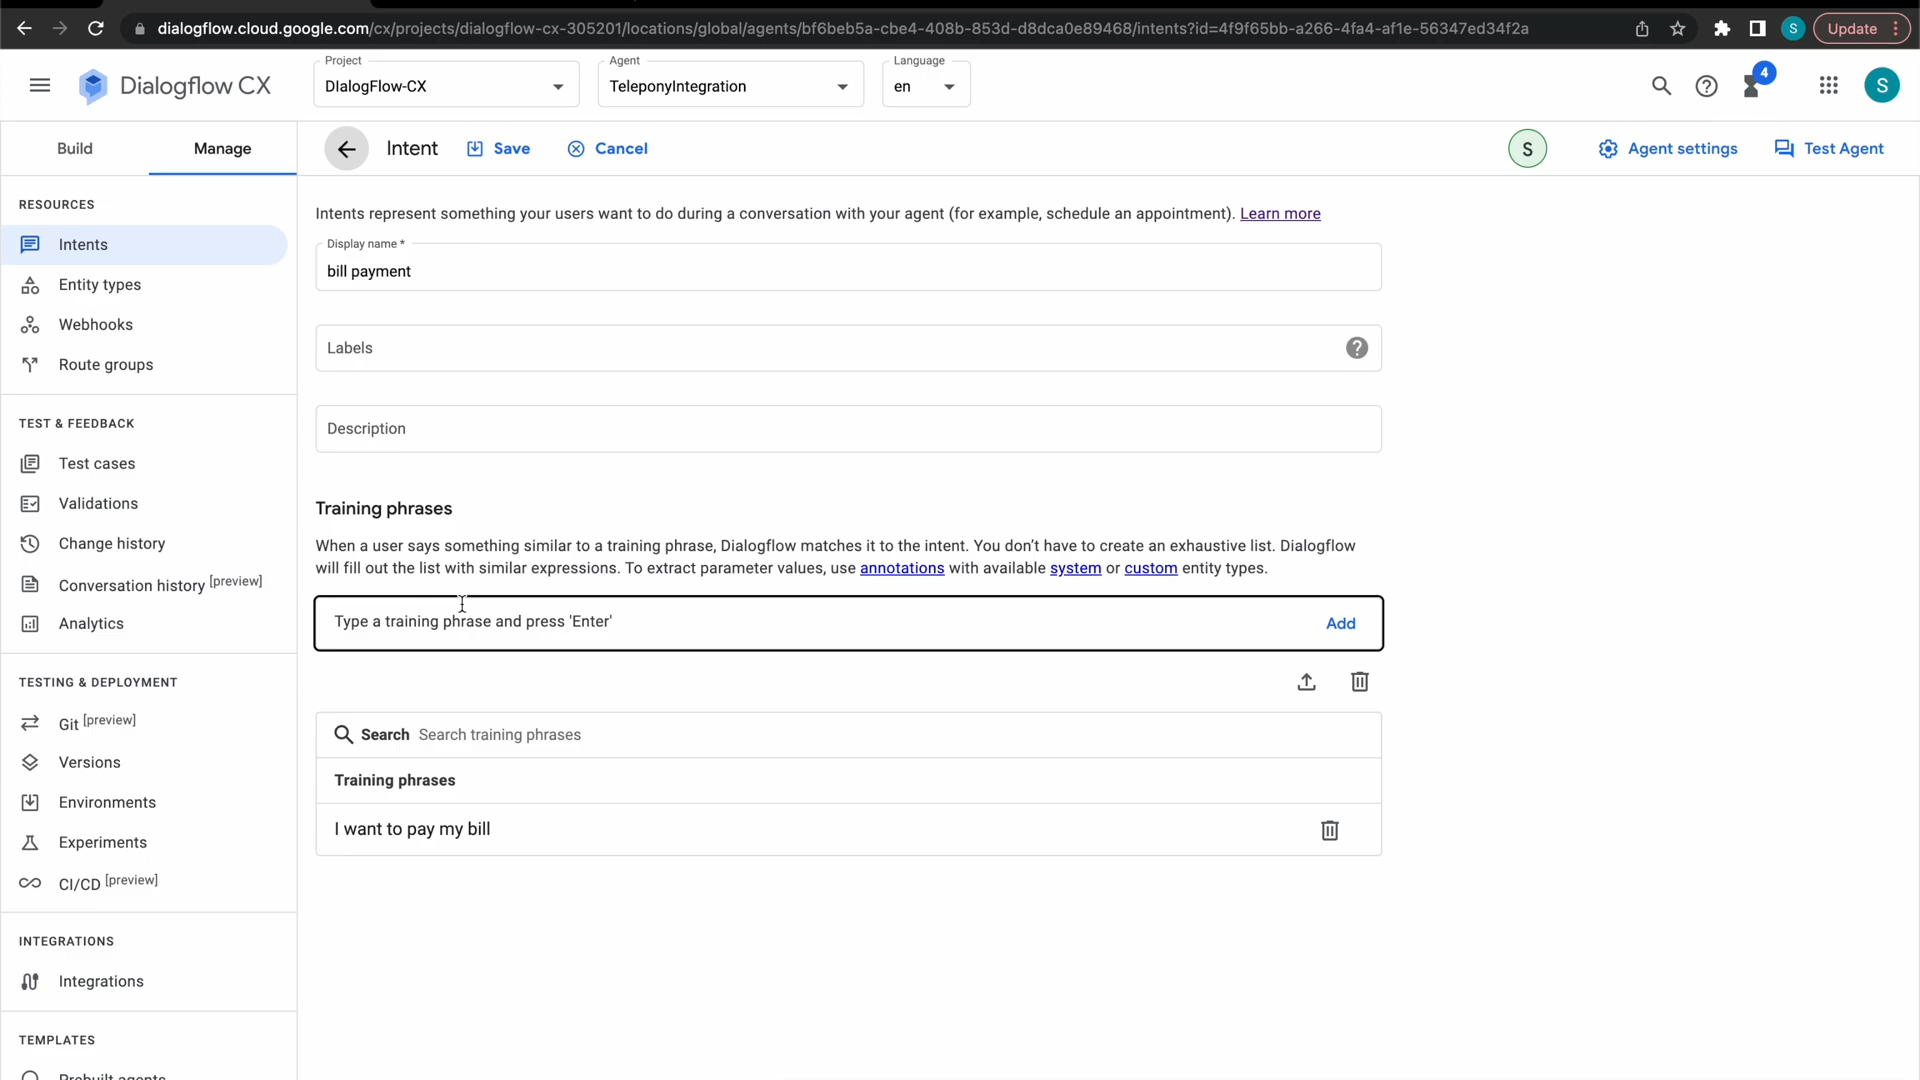 dialogflow.cloud.google.com/cx/projects/dialogflow-cx-305201/locations/global/agents/bf6beb5a-cbe4-408b-853d-d8dca0e89468/intents?id=4f9f65bb-a266-4fa4-af1e-56347ed34f2a
S
Update
Dialogflow CX
Project
DIalogFlow-CX
Agent
TeleponyIntegration
Language
en
4
S
Build
Manage
Intent
Save
Cancel
S
Agent settings
Test Agent
RESOURCES
Intents
Entity types
Webhooks
Route groups
TEST & FEEDBACK
Test cases
Validations
Change history
Conversation history [preview]
Analytics
TESTING & DEPLOYMENT
Git [preview]
Versions
Environments
Experiments
CI/CD [preview]
INTEGRATIONS
Integrations
TEMPLATES
Prebuilt agents
Intents represent something your users want to do during a conversation with your agent (for example, schedule an appointment). Learn more
Display name *
bill payment
Labels
Description
Training phrases
When a user says something similar to a training phrase, Dialogflow matches it to the intent. You don't have to create an exhaustive list. Dialogflow
will fill out the list with similar expressions. To extract parameter values, use annotations with available system or custom entity types.
Type a training phrase and press 'Enter'
Add
Search Search training phrases
Training phrases
I want to pay my bill